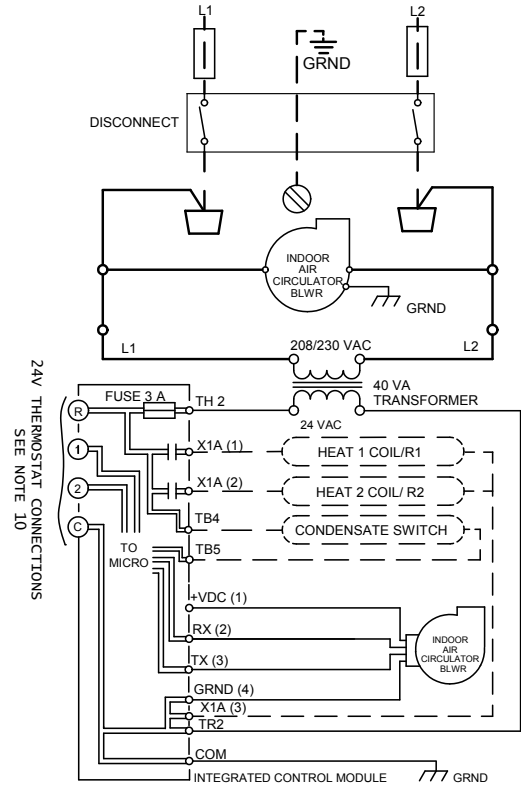 L1
L2
GRND
DISCONNECT
INDOOR
AIR
CIRCULATOR
BLWR
GRND
208/230 VAC
L1
L2
40 VA
TRANSFORMER
24 VAC
24V THERMOSTAT CONNECTIONS
SEE NOTE 10
R
FUSE 3 A
TH 2
1
X1A (1)
HEAT 1 COIL/R1
2
X1A (2)
HEAT 2 COIL/ R2
C
TB4
CONDENSATE SWITCH
TO
MICRO
TB5
+VDC (1)
RX (2)
TX (3)
INDOOR
AIR
CIRCULATOR
BLWR
GRND (4)
X1A (3)
TR2
COM
INTEGRATED CONTROL MODULE
GRND